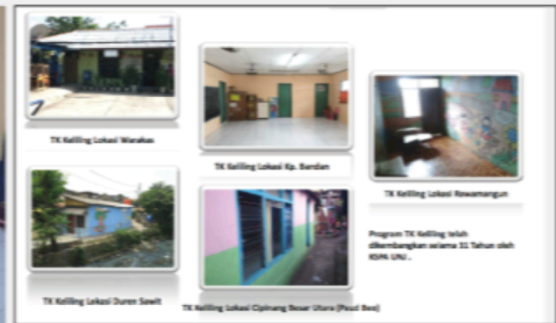 TK Keliling Lokasi Warakas
TK Keliling Lokasi Kp. Bandan
TK Keliling Lokasi Rawamangun
TK Keliling Lokasi Duren Sawit
TK Keliling Lokasi Cipinang Besar Utara (Paud Bee)
Program TK Keliling telah
dikembangkan selama 31 Tahun oleh
KSPA UNJ .